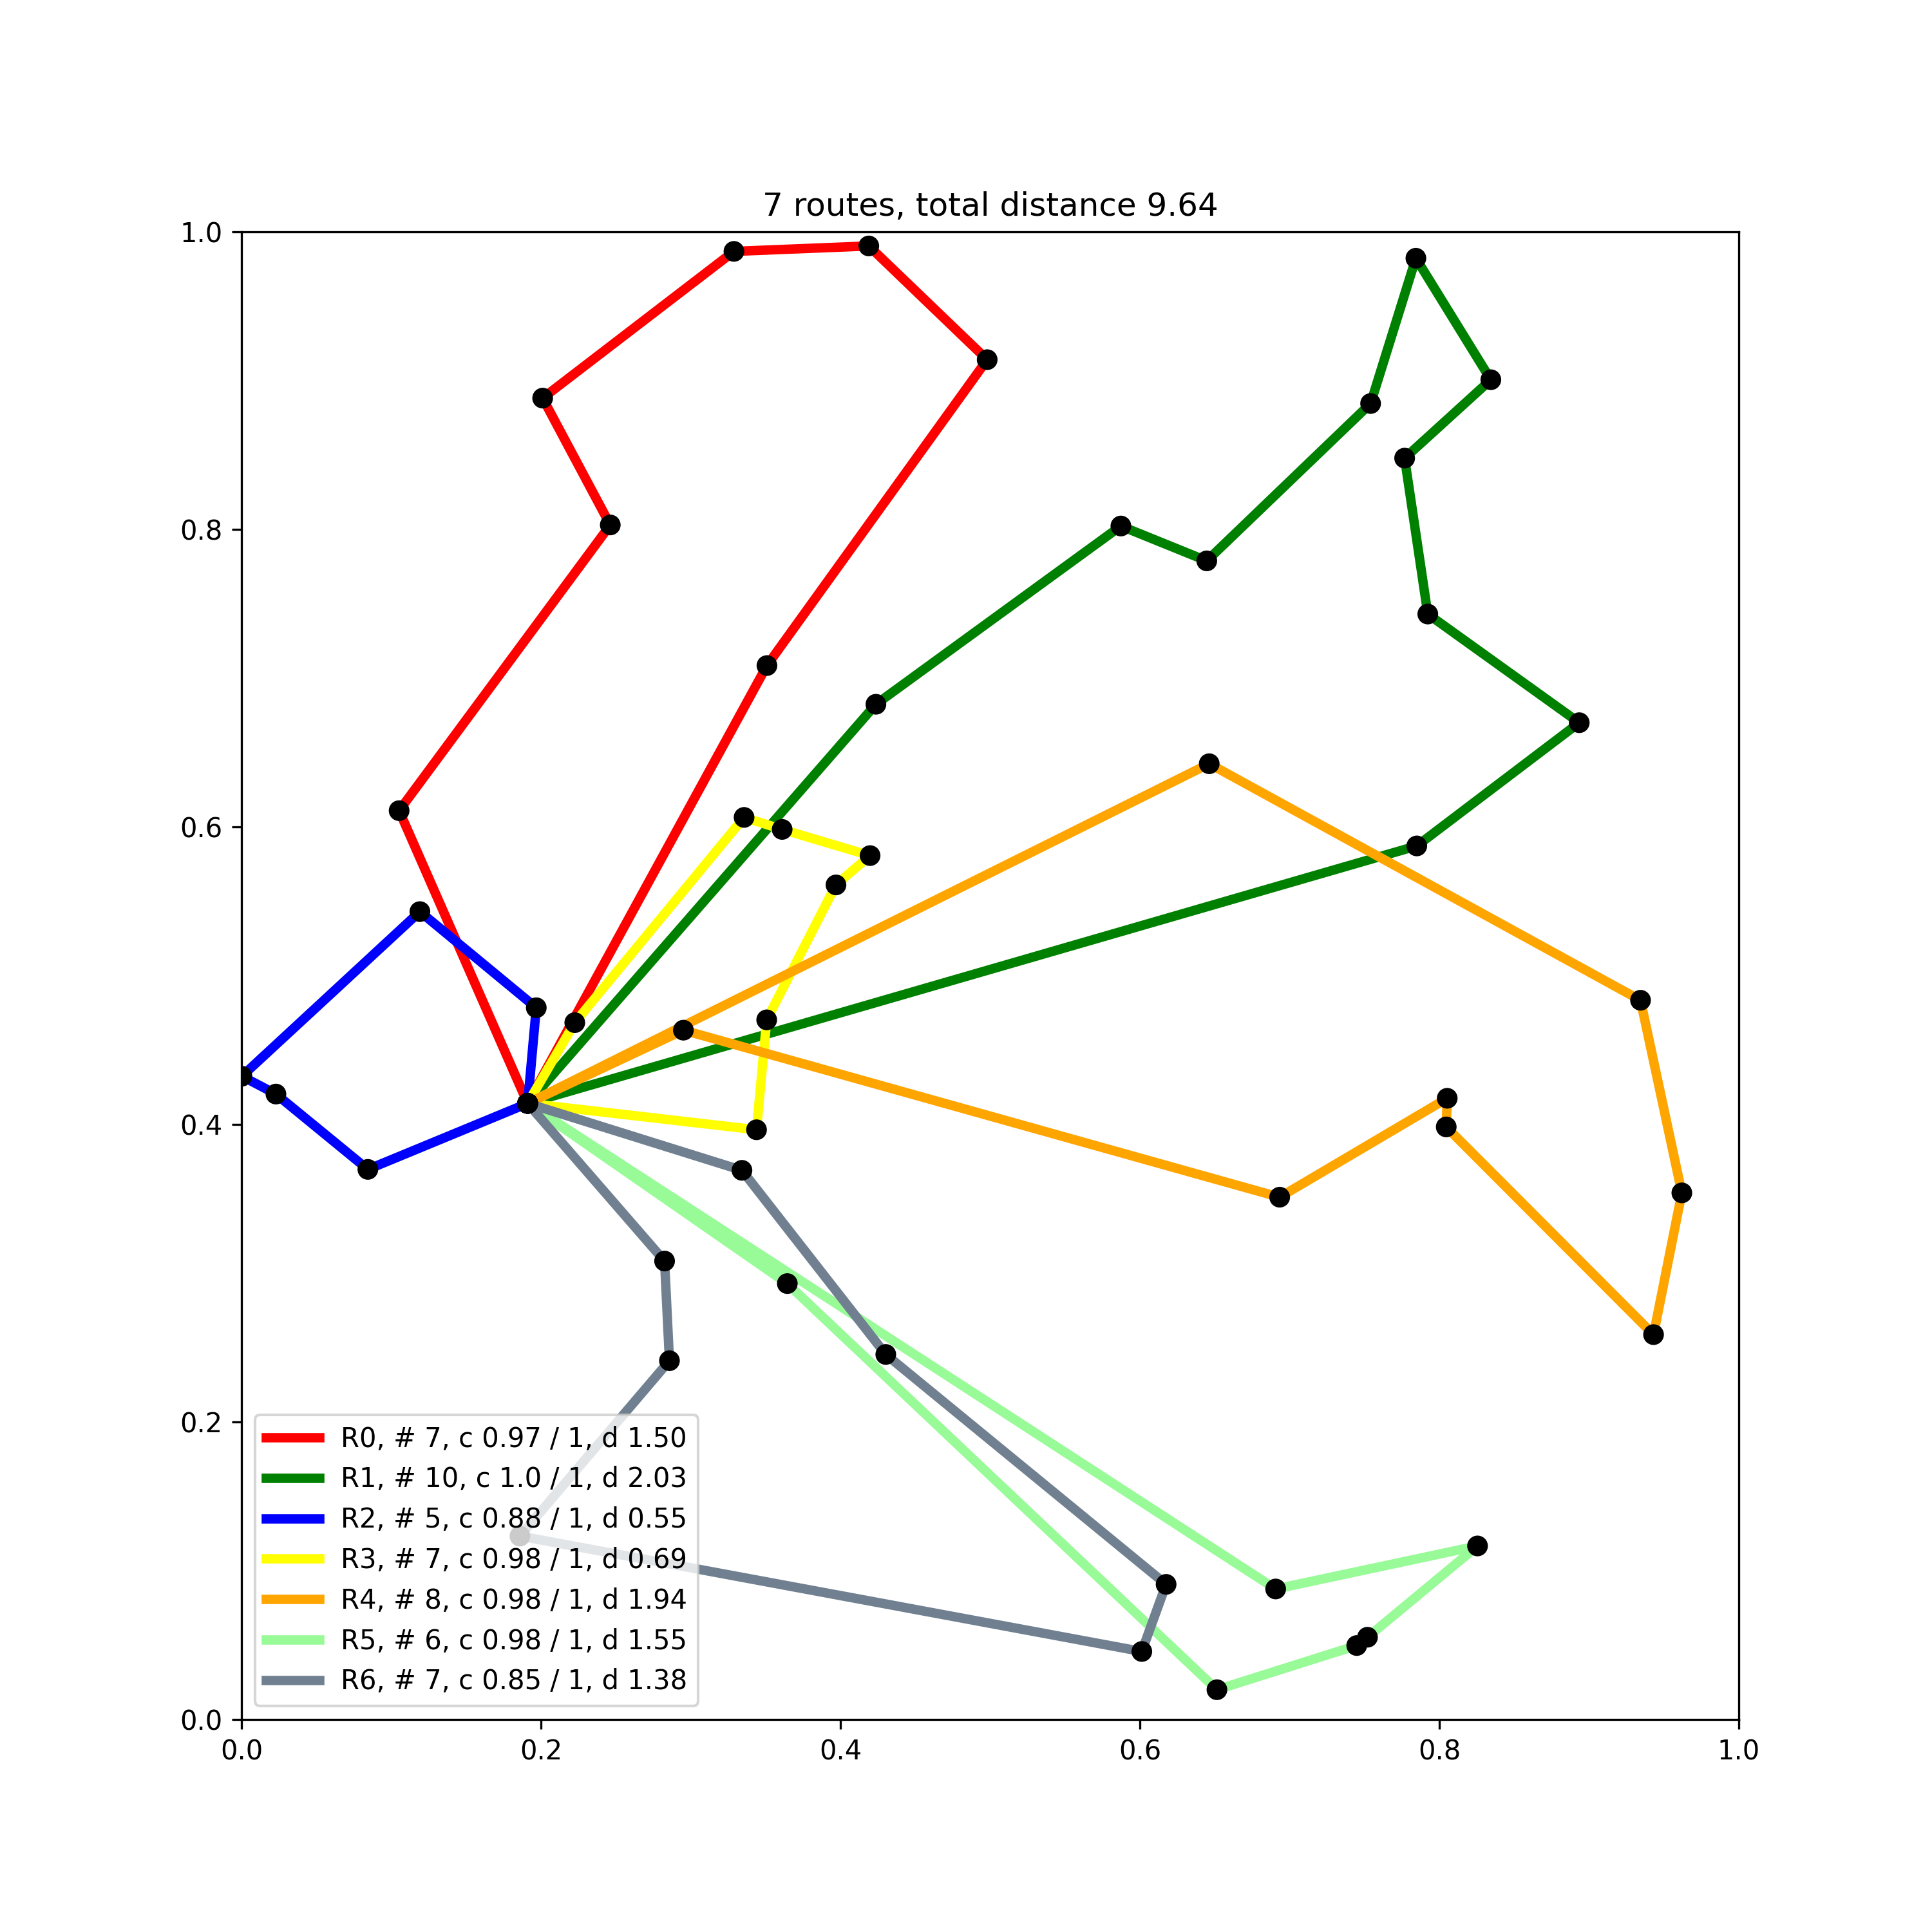 7 routes, total distance 9.64
1.0
0.8
0.6
0.4
0.2
0.0
R0, # 7, c 0.97 / 1, d 1.50
R1, # 10, c 1.0 / 1, d 2.03
R2, # 5, c 0.88 / 1, d 0.55
R3, # 7, c 0.98 / 1, d 0.69
R4, # 8, c 0.98 / 1, d 1.94
R5, # 6, c 0.98 / 1, d 1.55
R6, # 7, c 0.85 / 1, d 1.38
0.0 0.2 0.4 0.6 0.8 1.0